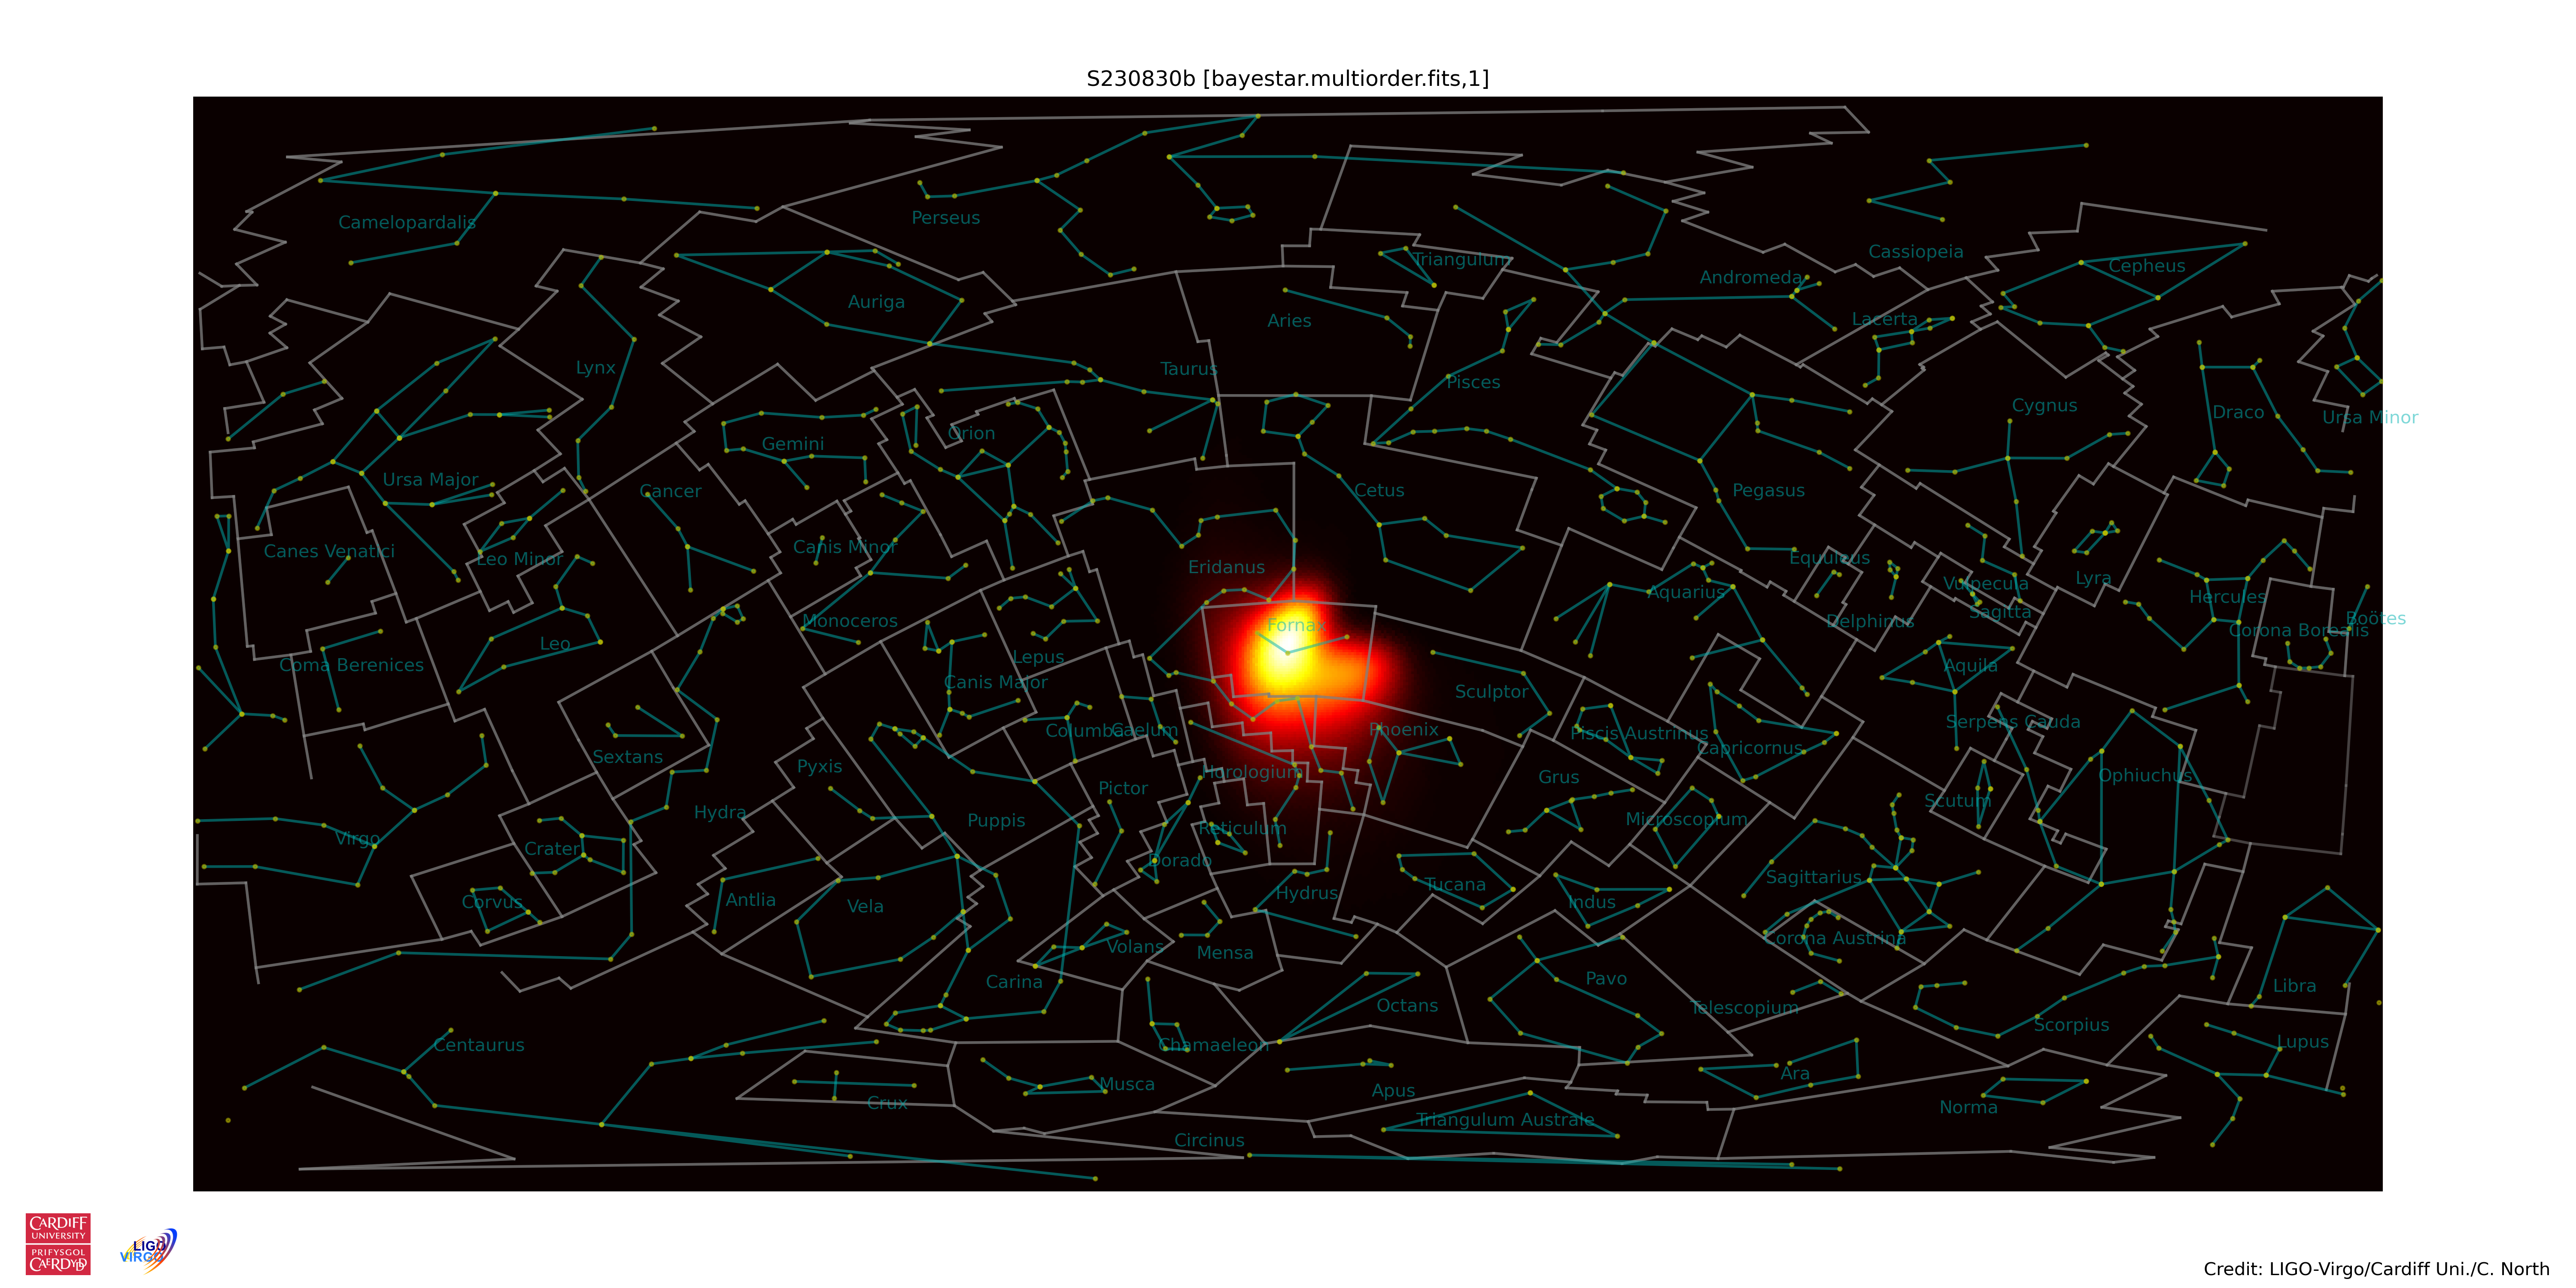 S230830b [bayestar.multiorder.fits,1]
Camelopardalis
Perseus
Cassiopeia
Triangulum
Cepheus
Andromeda
Auriga
Aries
Lacerta
Lynx
Taurus
Pisces
Cygnus
Draco
Ursa Minor
Orion
Gemini
Ursa Major
Cancer
Cetus
Pegasus
Canes Venatici
Leo Minor
Canis Minor
Eridanus
Equuleus
Vulpecula
Lyra
Aquarius
Hercules
Sagitta
Monoceros
Fornax
Delphinus
Boötes
Corona Borealis
Leo
Lepus
Coma Berenices
Aquila
Canis Major
Sculptor
Serpens Cauda
Columba
Caelum
Phoenix
Piscis Austrinus
Capricornus
Sextans
Pyxis
Horologium
Grus
Ophiuchus
Pictor
Scutum
Hydra
Puppis
Microscopium
Reticulum
Virgo
Crater
Dorado
Sagittarius
Tucana
Hydrus
Corvus
Antlia
Vela
Indus
Corona Austrina
Volans
Mensa
Carina
Pavo
Libra
Octans
Telescopium
Scorpius
Centaurus
Chamaeleon
Lupus
Ara
Musca
Apus
Crux
Norma
Triangulum Australe
Circinus
CARDIFF
UNIVERSITY
PRIFYSGOL
CAERDYDD
LIGO
VIRGO
Credit: LIGO-Virgo/Cardiff Uni./C. North